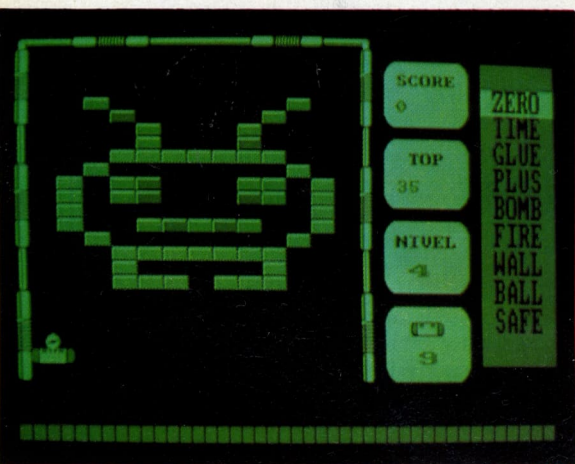 SCORE
0
TOP
35
NIVEL
4
9
ZERO
TIME
GLUE
PLUS
BOMB
FIRE
WALL
BALL
SAFE